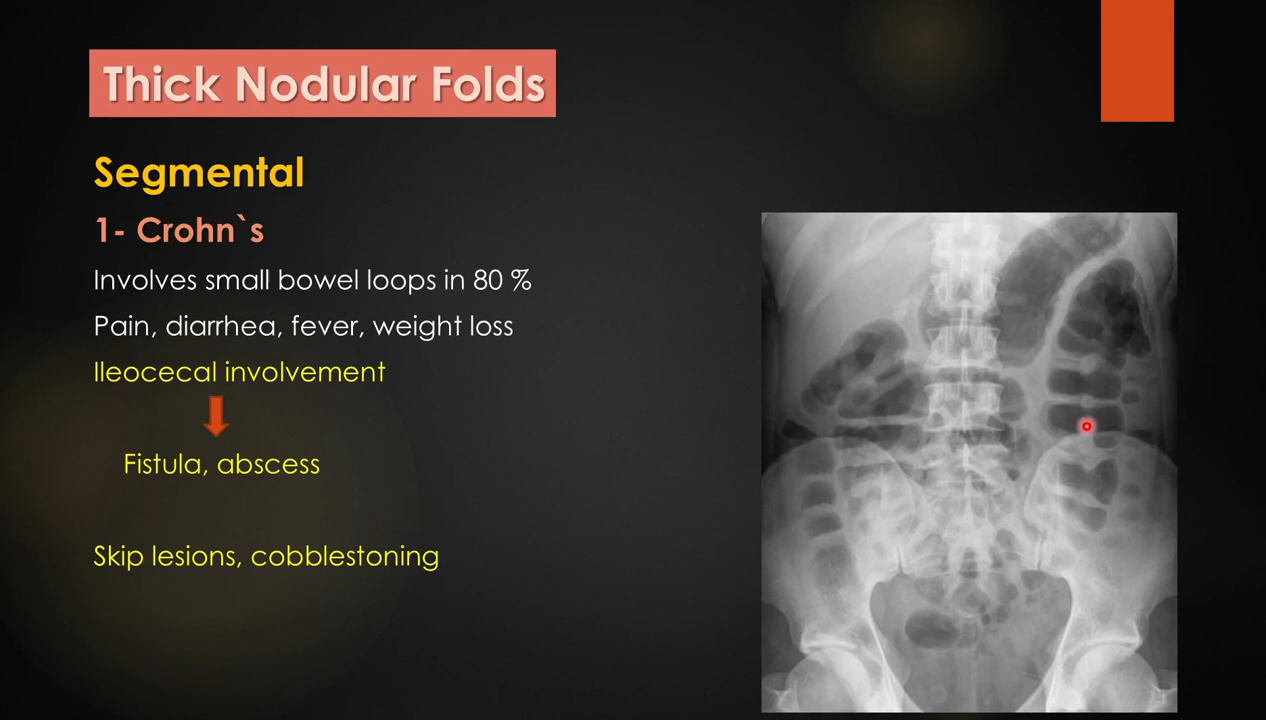 Thick Nodular Folds
Segmental
1- Crohn`s
Involves small bowel loops in 80 %
Pain, diarrhea, fever, weight loss
Ileocecal involvement
Fistula, abscess
Skip lesions, cobblestoning